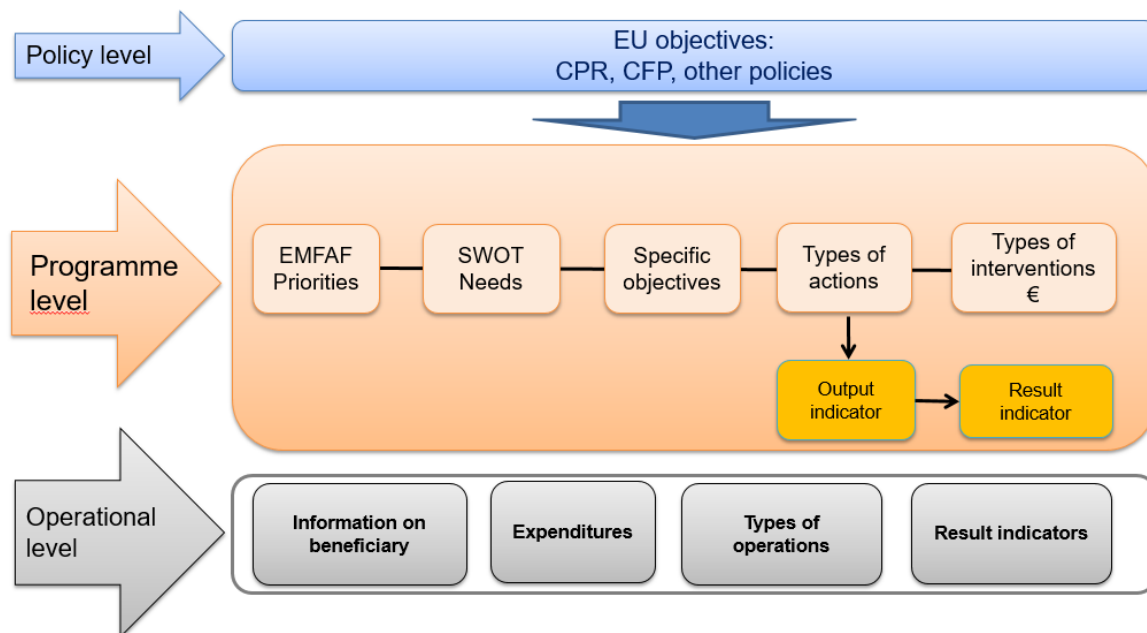 Policy level
EU objectives:
CPR, CFP, other policies
Programme
level
EMFAF
Priorities
SWOT
Needs
Specific
objectives
Types of
actions
Types of
interventions
€
Output
indicator
Result
indicator
Operational
level
Information on
beneficiary
Expenditures
Types of
operations
Result indicators